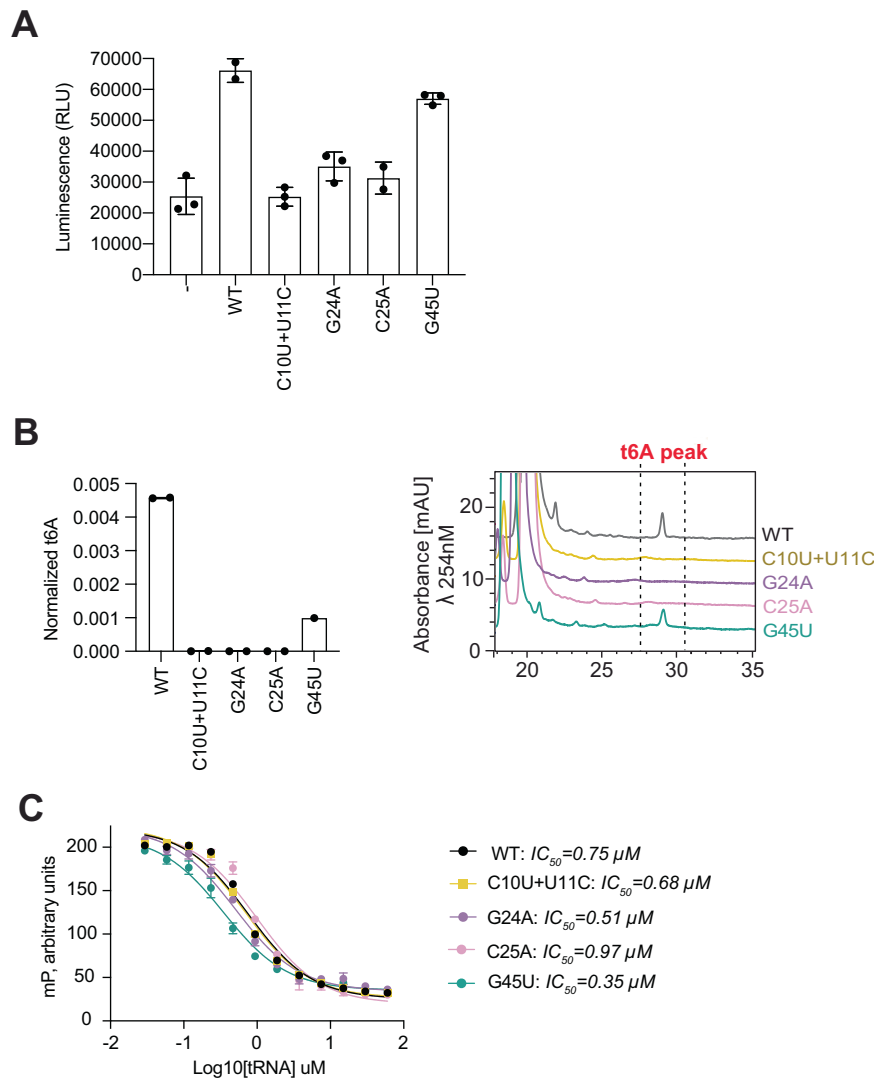 A
Luminescence (RLU)
70000
60000
50000
40000
30000
20000
10000
0
-
WT
C10U+U11C
G24A
C25A
G45U
B
Normalized t6A
0.005
0.004
0.003
0.002
0.001
0.000
WT
C10U+U11C
G24A
C25A
G45U
t6A peak
Absorbance [mAU]
λ 254nM
20
10
0
20
25
30
35
WT
C10U+U11C
G24A
C25A
G45U
C
mP, arbitrary units
200
150
100
50
0
-2
-1
0
1
2
Log10[tRNA] uM
WT: IC50=0.75 µM
C10U+U11C: IC50=0.68 µM
G24A: IC50=0.51 µM
C25A: IC50=0.97 µM
G45U: IC50=0.35 µM